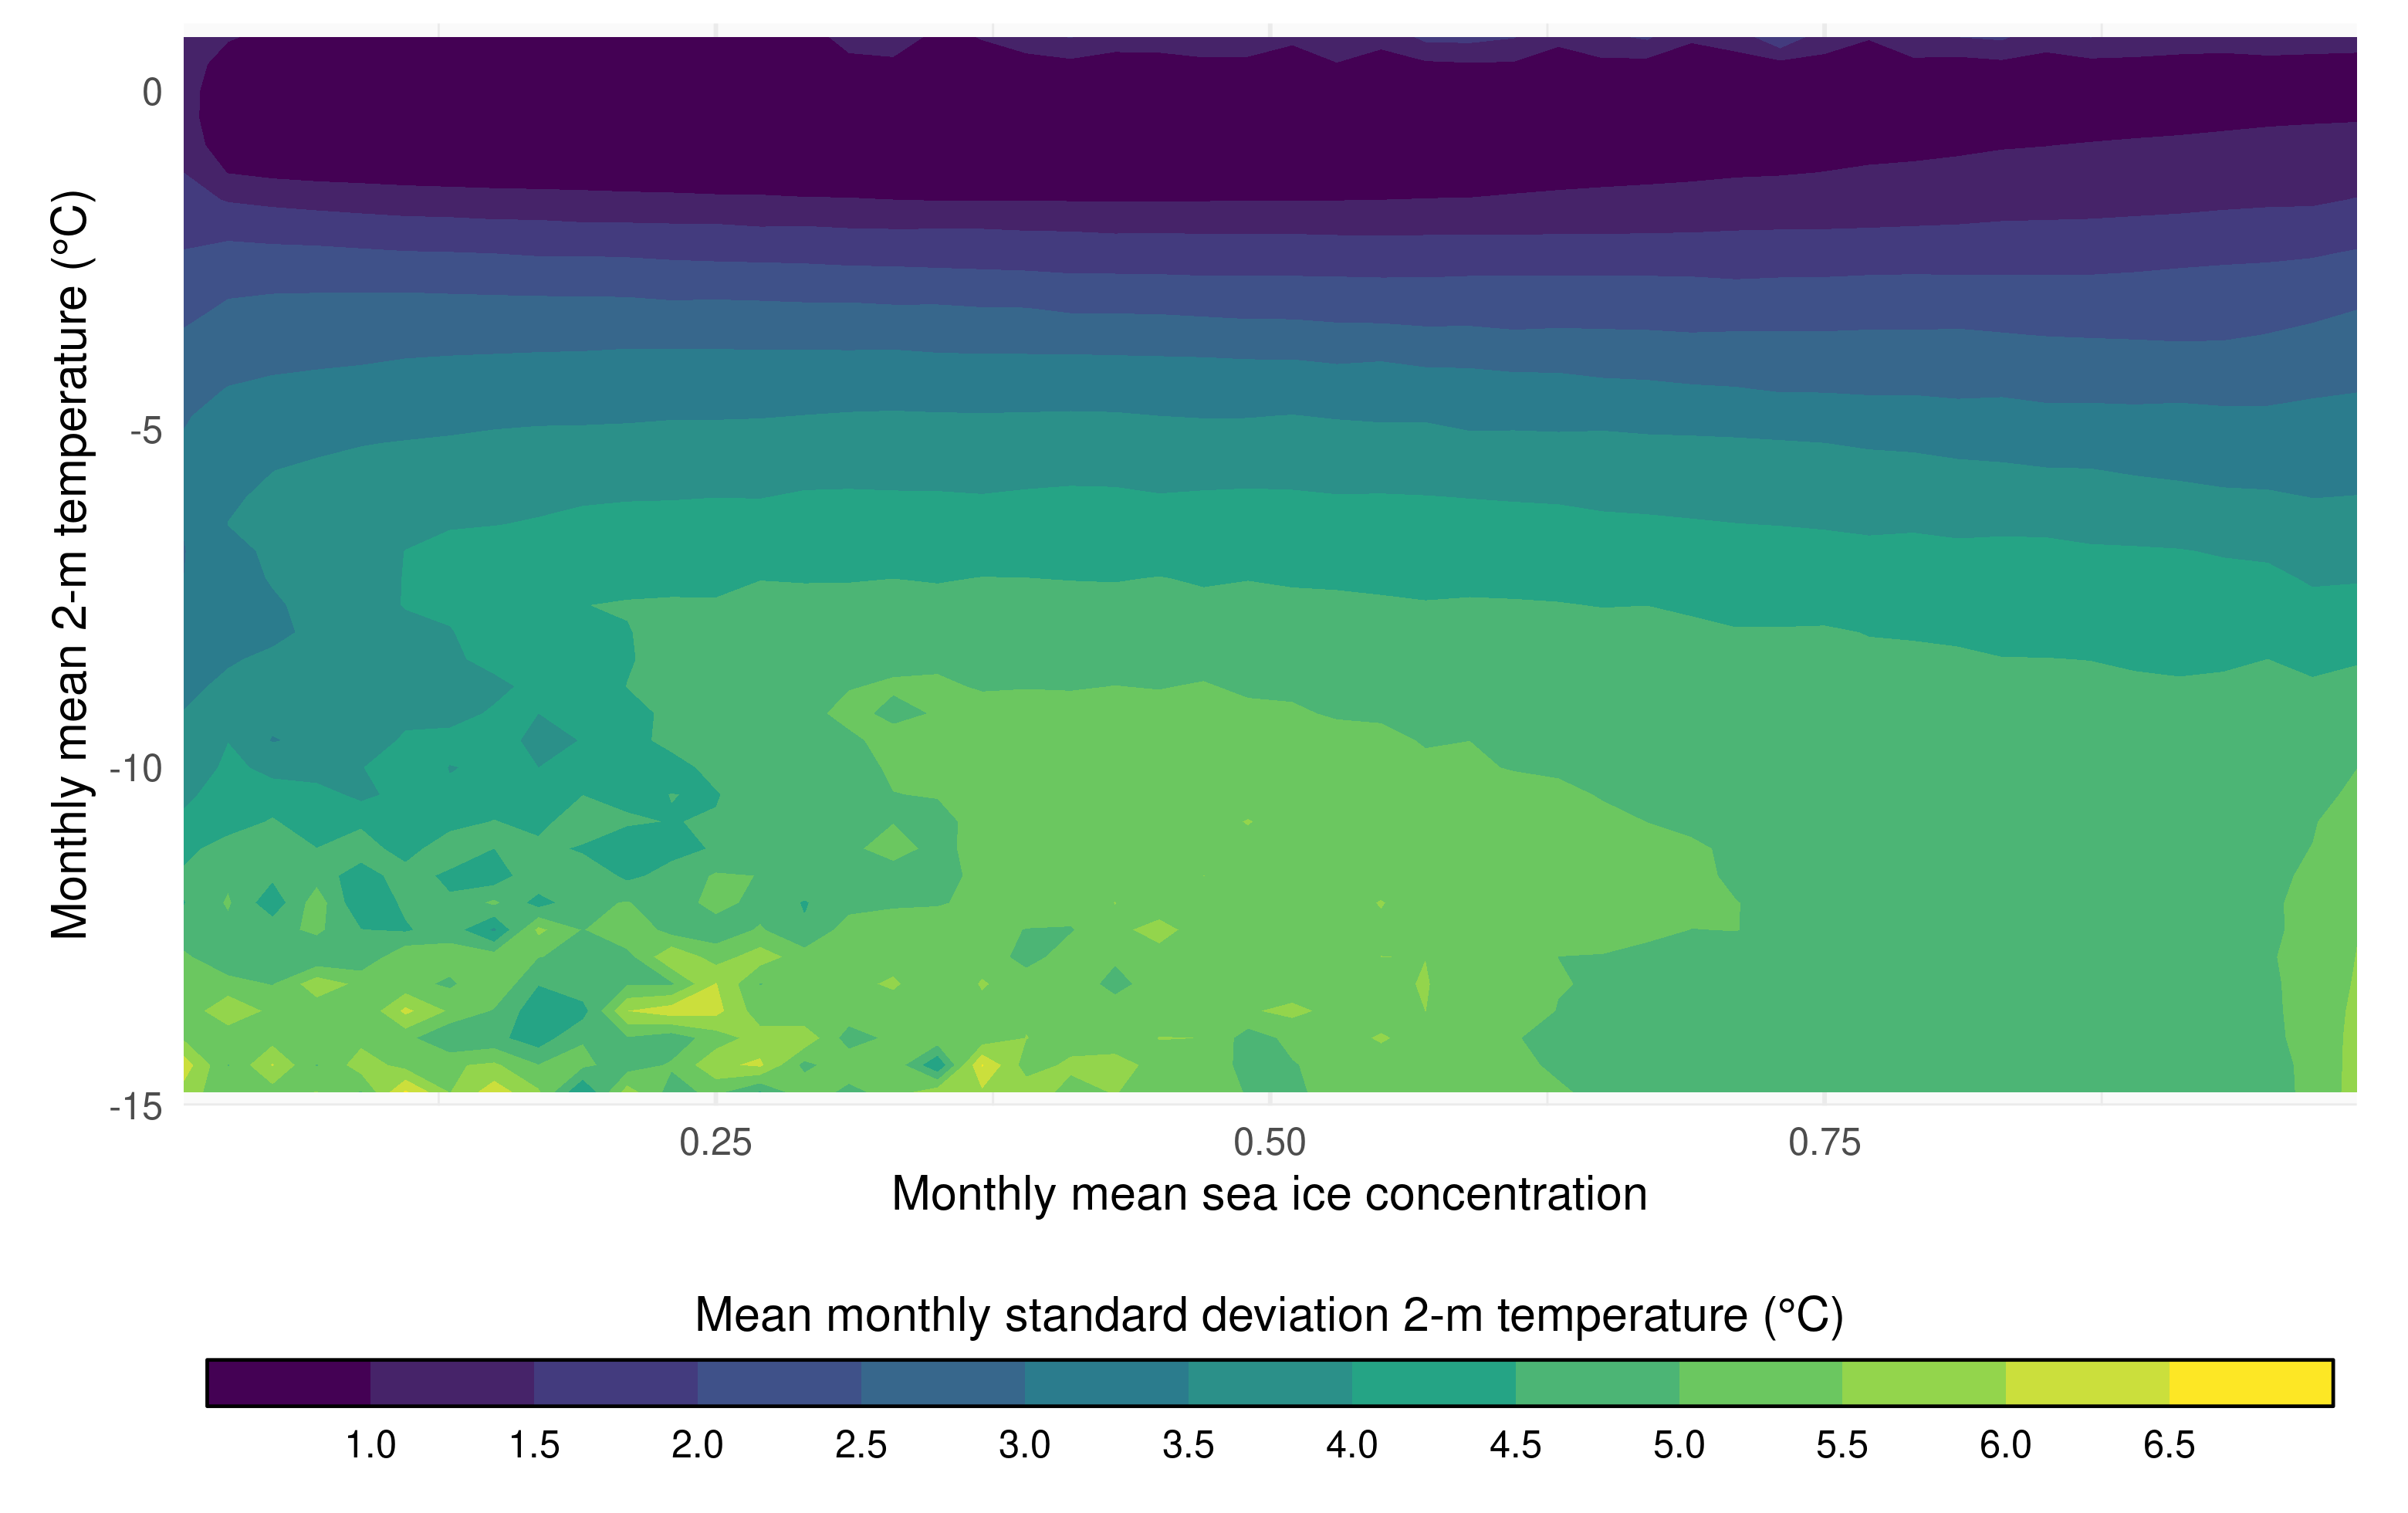 Monthly mean 2-m temperature (°C)
0
-5
-10
-15
0.25 0.50 0.75
Monthly mean sea ice concentration
Mean monthly standard deviation 2-m temperature (°C)
1.0 1.5 2.0 2.5 3.0 3.5 4.0 4.5 5.0 5.5 6.0 6.5